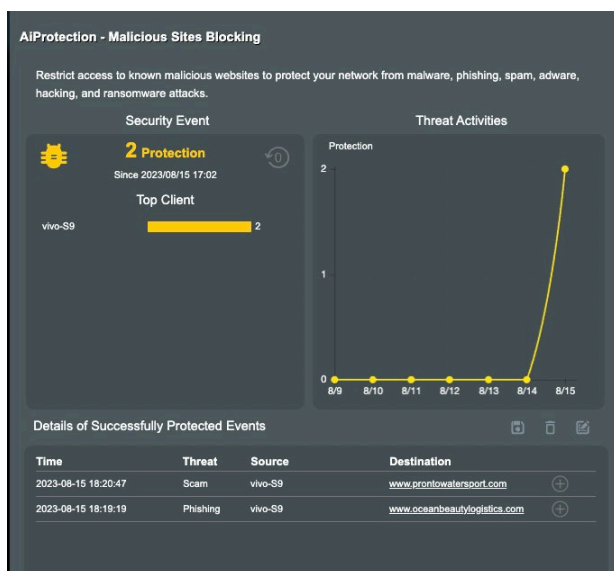 AiProtection - Malicious Sites Blocking
Restrict access to known malicious websites to protect your network from malware, phishing, spam, adware,
hacking, and ransomware attacks.
Security Event
2 Protection
0
Since 2023/08/15 17:02
Top Client
vivo-S9 2
Threat Activities
Protection
2
1
0
8/9 8/10 8/11 8/12 8/13 8/14 8/15
Details of Successfully Protected Events
Time Threat Source Destination
2023-08-15 18:20:47 Scam vivo-S9 www.prontowatersport.com
2023-08-15 18:19:19 Phishing vivo-S9 www.oceanbeautylogistics.com